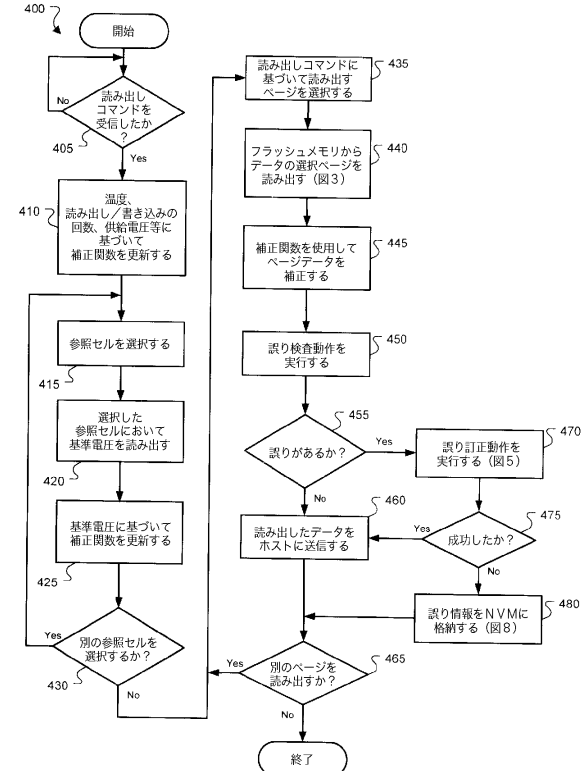 400
開始
No
読み出し
コマンドを
受信したか
?
405
Yes
410
温度、
読み出し/書き込みの
回数、供給電圧等に
基づいて
補正関数を更新する
参照セルを選択する
415
選択した
参照セルにおいて
基準電圧を読み出す
420
基準電圧に基づいて
補正関数を更新する
425
Yes
別の参照セルを
選択するか?
430
No
読み出しコマンドに
基づいて読み出す
ページを選択する
435
フラッシュメモリから
データの選択ページを
読み出す(図3)
440
補正関数を使用して
ページデータを
補正する
445
誤り検査動作を
実行する
450
誤りがあるか?
455
Yes
No
誤り訂正動作を
実行する(図5)
470
読み出したデータを
ホストに送信する
460
Yes
成功したか?
475
No
誤り情報をNVMに
格納する(図8)
480
Yes
別のページを
読み出すか?
465
No
終了